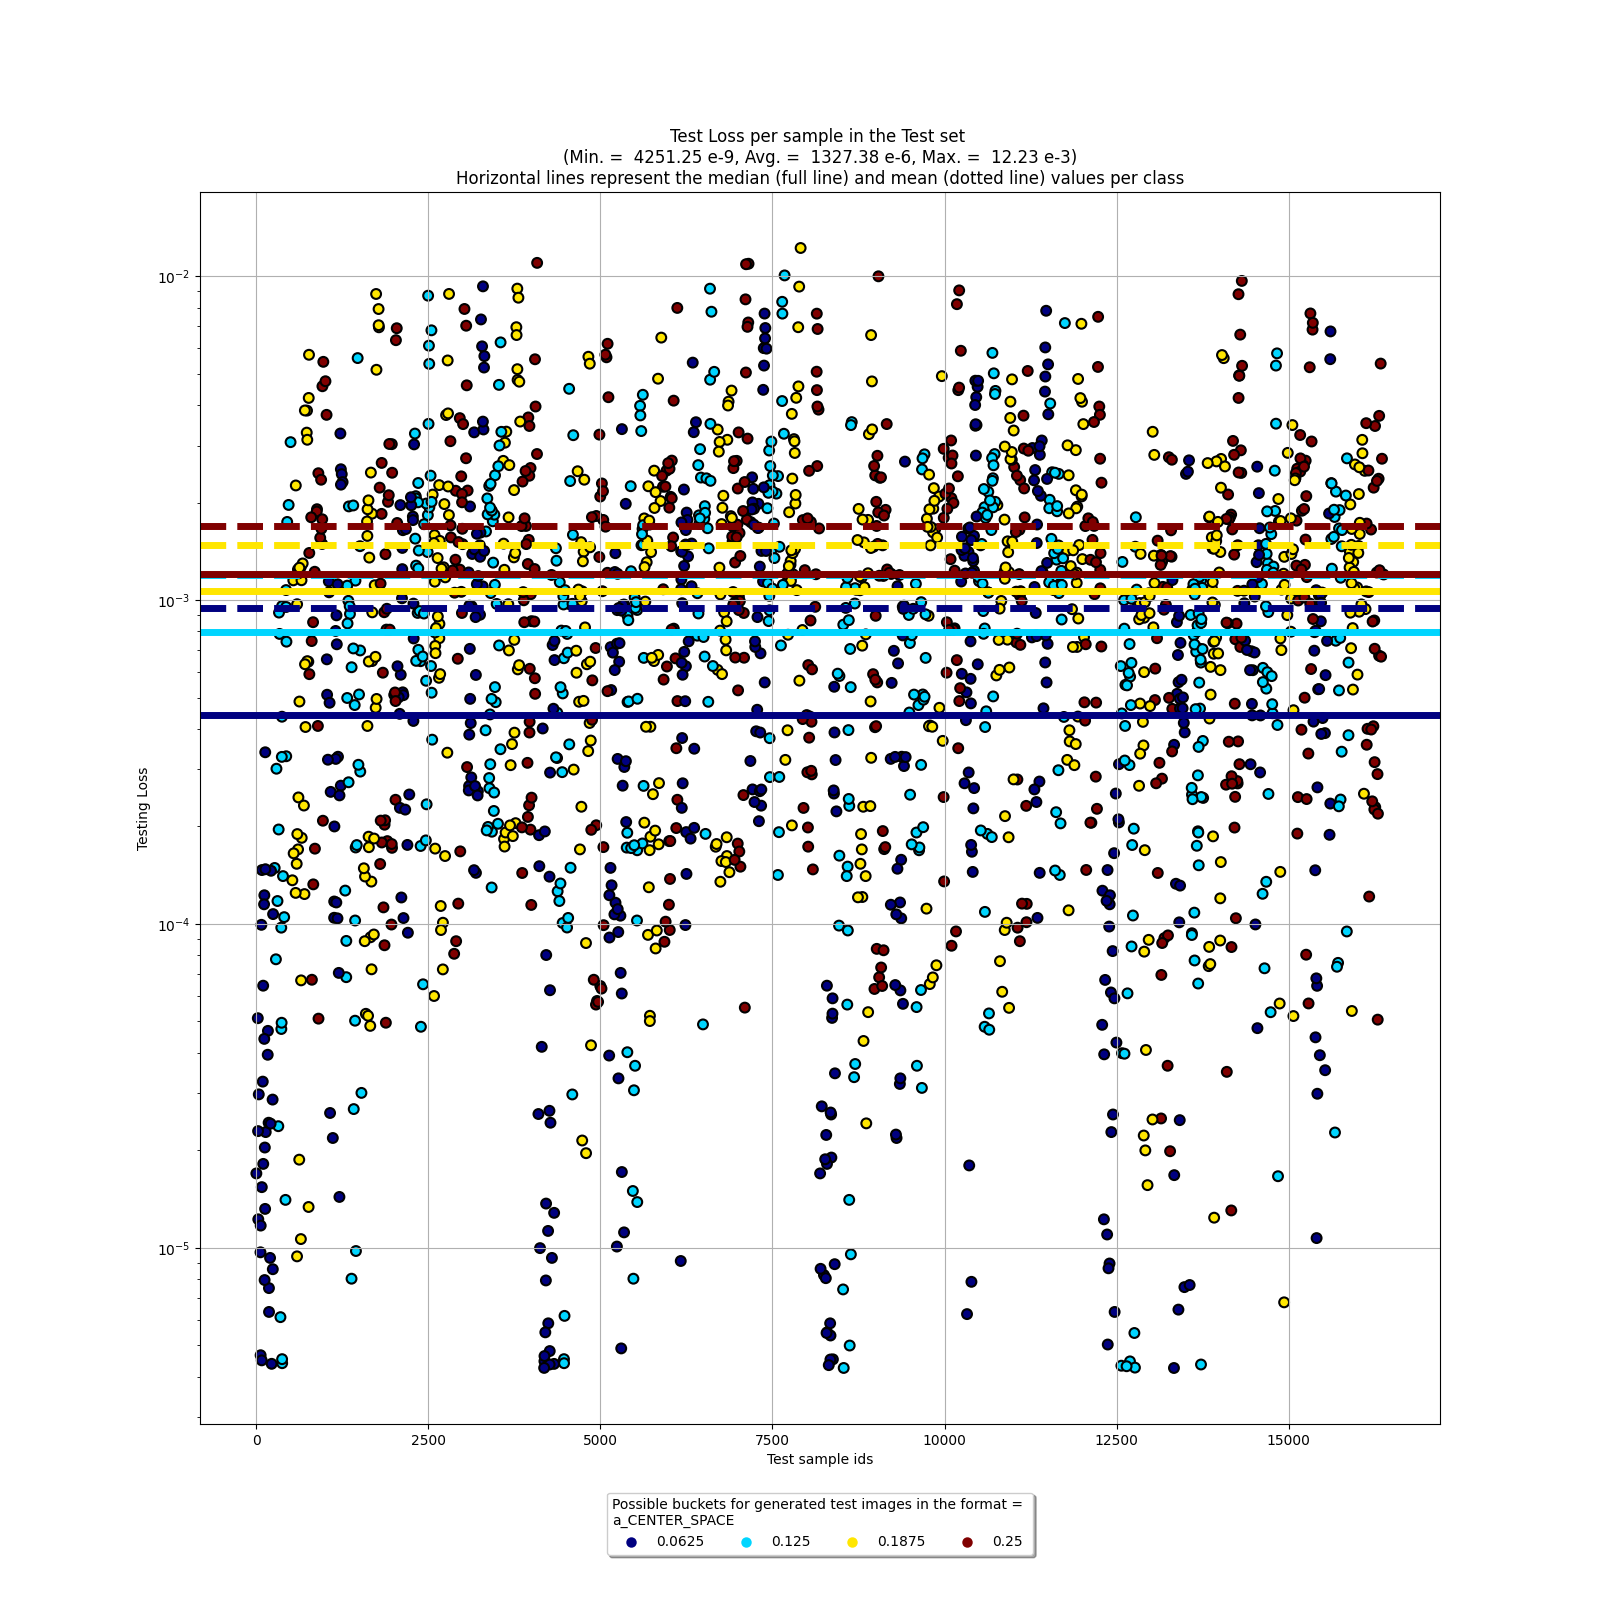 Test Loss per sample in the Test set
(Min. =  4251.25 e-9, Avg. =  1327.38 e-6, Max. =  12.23 e-3)
Horizontal lines represent the median (full line) and mean (dotted line) values per class
10⁻²
10⁻³
10⁻⁴
10⁻⁵
Testing Loss
0 2500 5000 7500 10000 12500 15000
Test sample ids
Possible buckets for generated test images in the format =
a_CENTER_SPACE
0.0625 0.125 0.1875 0.25